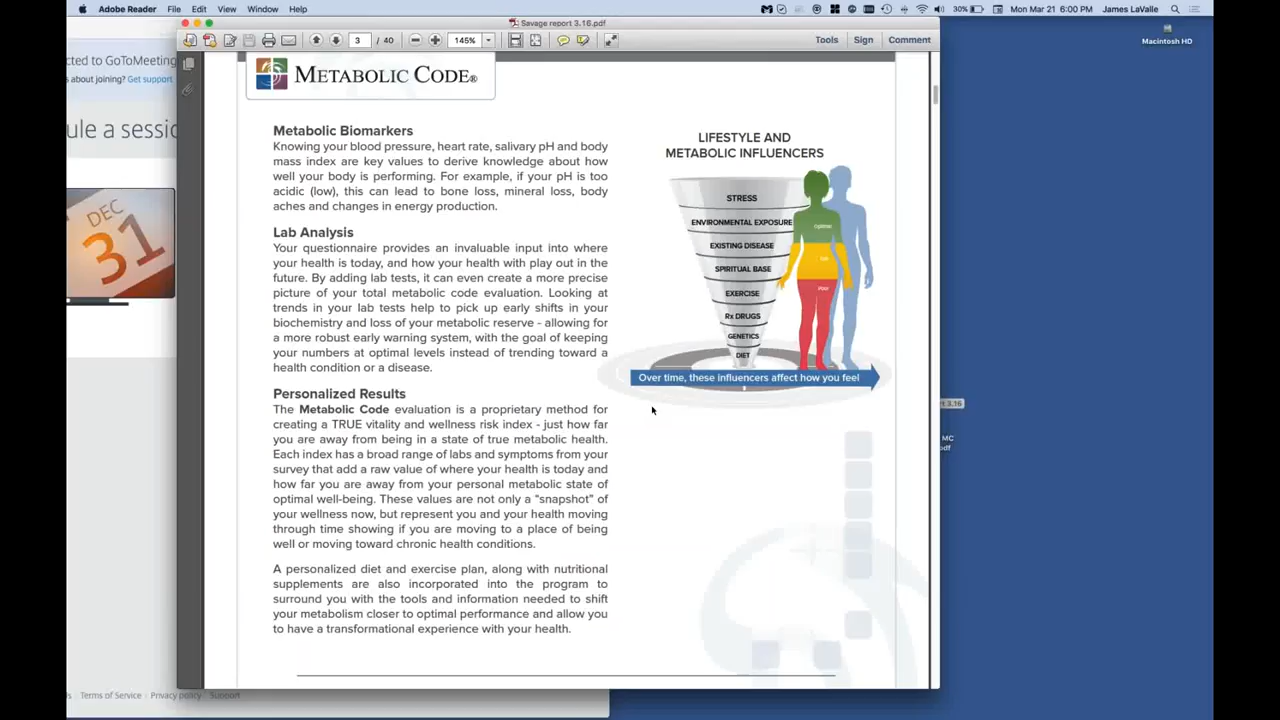 Adobe Reader File Edit View Window Help
30% Mon Mar 21 6:00 PM James LaValle
Savage report 3.16.pdf
3 / 40 145%
Tools Sign Comment
Macintosh HD
cted to GoToMeeting
about joining? Get support
ule a sessic
DEC
31
METABOLIC CODE®
Metabolic Biomarkers
Knowing your blood pressure, heart rate, salivary pH and body
mass index are key values to derive knowledge about how
well your body is performing. For example, if your pH is too
acidic (low), this can lead to bone loss, mineral loss, body
aches and changes in energy production.
Lab Analysis
Your questionnaire provides an invaluable input into where
your health is today, and how your health with play out in the
future. By adding lab tests, it can even create a more precise
picture of your total metabolic code evaluation. Looking at
trends in your lab tests help to pick up early shifts in your
biochemistry and loss of your metabolic reserve - allowing for
a more robust early warning system, with the goal of keeping
your numbers at optimal levels instead of trending toward a
health condition or a disease.
Personalized Results
The Metabolic Code evaluation is a proprietary method for
creating a TRUE vitality and wellness risk index - just how far
you are away from being in a state of true metabolic health.
Each index has a broad range of labs and symptoms from your
survey that add a raw value of where your health is today and
how far you are away from your personal metabolic state of
optimal well-being. These values are not only a “snapshot” of
your wellness now, but represent you and your health moving
through time showing if you are moving to a place of being
well or moving toward chronic health conditions.
A personalized diet and exercise plan, along with nutritional
supplements are also incorporated into the program to
surround you with the tools and information needed to shift
your metabolism closer to optimal performance and allow you
to have a transformational experience with your health.
LIFESTYLE AND
METABOLIC INFLUENCERS
STRESS
ENVIRONMENTAL EXPOSURE
EXISTING DISEASE
SPIRITUAL BASE
EXERCISE
Rx DRUGS
GENETICS
DIET
Optimal
Fair
Poor
Over time, these influencers affect how you feel
rt 3.16
MC
pdf
Terms of Service Privacy policy Support